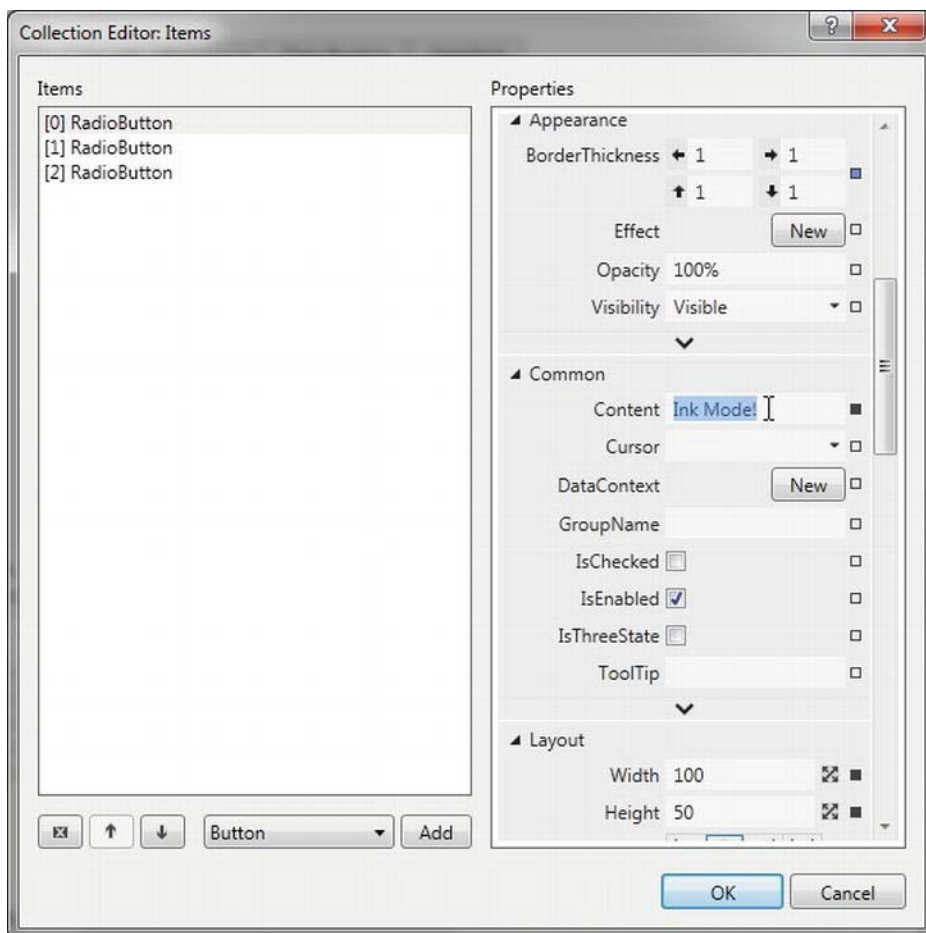 Collection Editor: Items
Items
[0] RadioButton
[1] RadioButton
[2] RadioButton
Button
Add
Properties
Appearance
BorderThickness 1 1
1 1
Effect New
Opacity 100%
Visibility Visible
Common
Content Ink Mode!
Cursor
DataContext New
GroupName
IsChecked
IsEnabled
IsThreeState
ToolTip
Layout
Width 100
Height 50
OK Cancel